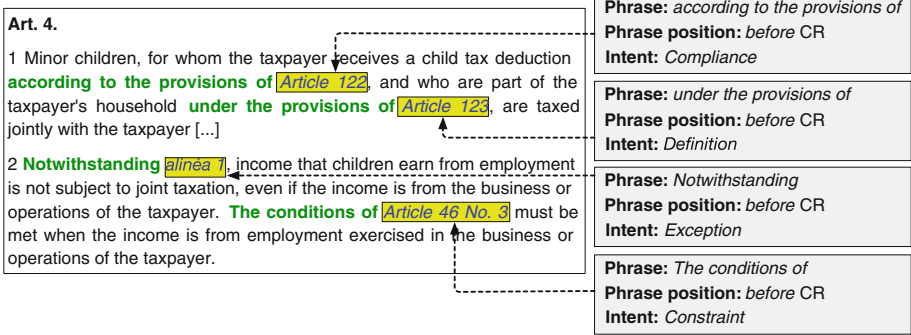 Art. 4.
1 Minor children, for whom the taxpayer receives a child tax deduction
according to the provisions of Article 122, and who are part of the
taxpayer's household under the provisions of Article 123, are taxed
jointly with the taxpayer [...]
2 Notwithstanding alinéa 1, income that children earn from employment
is not subject to joint taxation, even if the income is from the business or
operations of the taxpayer. The conditions of Article 46 No. 3 must be
met when the income is from employment exercised in the business or
operations of the taxpayer.
Phrase: according to the provisions of
Phrase position: before CR
Intent: Compliance
Phrase: under the provisions of
Phrase position: before CR
Intent: Definition
Phrase: Notwithstanding
Phrase position: before CR
Intent: Exception
Phrase: The conditions of
Phrase position: before CR
Intent: Constraint